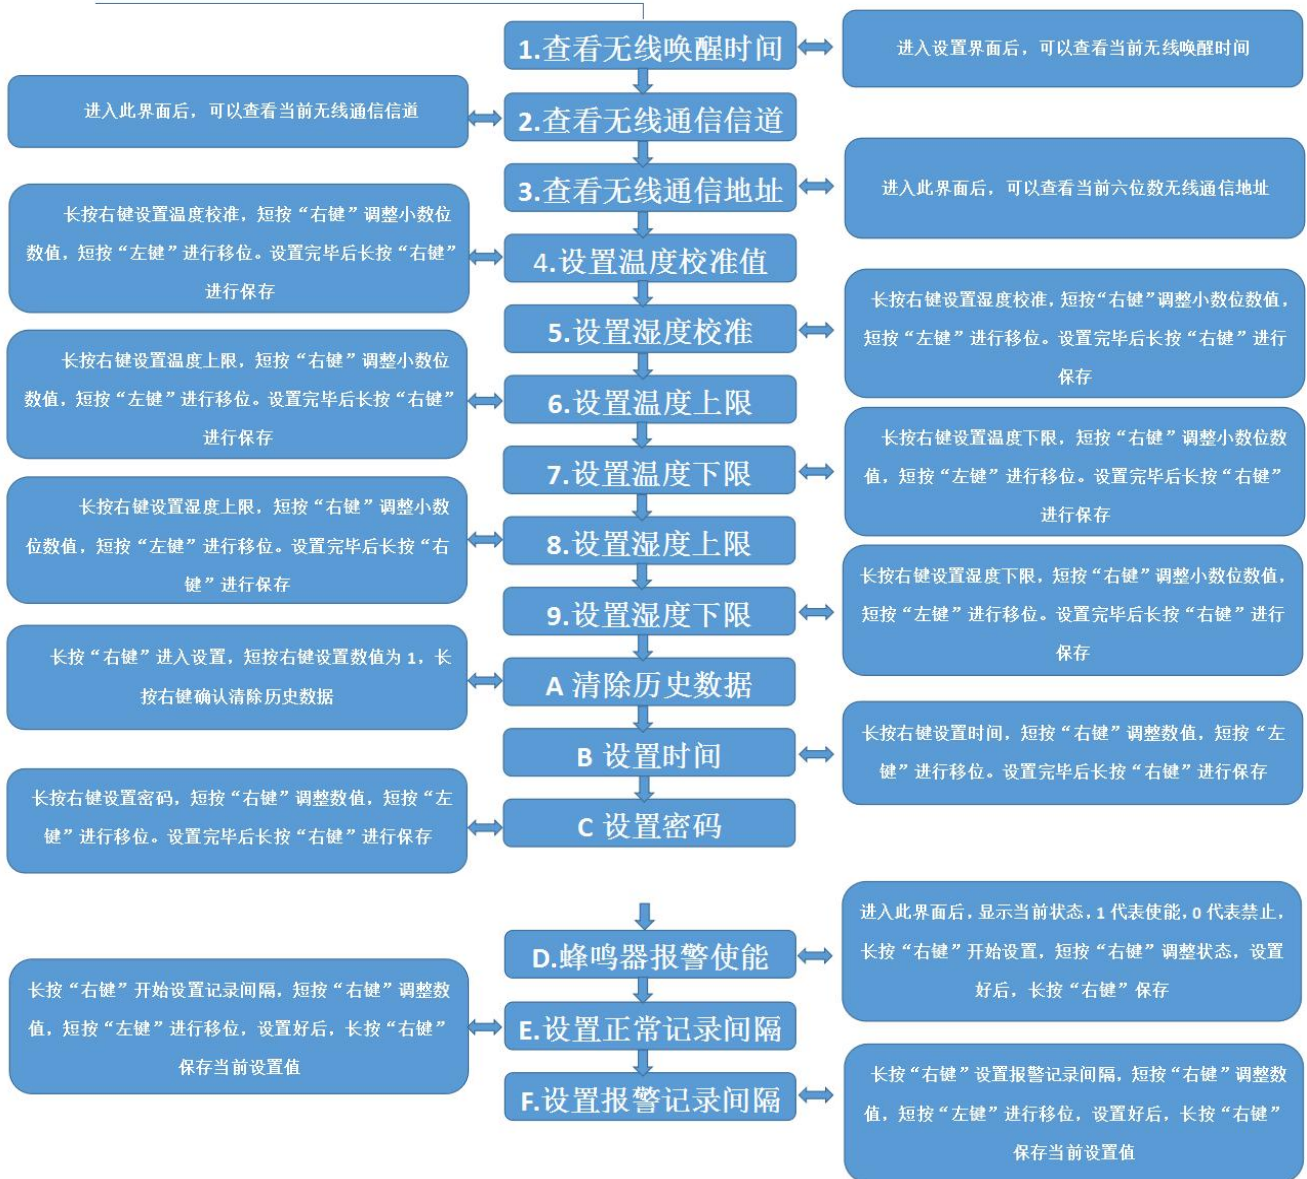 1.查看无线唤醒时间
进入设置界面后，可以查看当前无线唤醒时间
2.查看无线通信信道
进入此界面后，可以查看当前无线通信信道
3.查看无线通信地址
进入此界面后，可以查看当前六位数无线通信地址
4.设置温度校准值
长按右键设置温度校准，短按“右键”调整小数位
数值，短按“左键”进行移位。设置完毕后长按“右键”
进行保存
5.设置湿度校准
长按右键设置湿度校准，短按“右键”调整小数位数值，
短按“左键”进行移位。设置完毕后长按“右键”进行
保存
6.设置温度上限
长按右键设置温度上限，短按“右键”调整小数位
数值，短按“左键”进行移位。设置完毕后长按“右键”
进行保存
7.设置温度下限
长按右键设置温度下限，短按“右键”调整小数位数
值，短按“左键”进行移位。设置完毕后长按“右键”
进行保存
8.设置湿度上限
长按右键设置湿度上限，短按“右键”调整小数
位数值，短按“左键”进行移位。设置完毕后长按“右
键”进行保存
9.设置湿度下限
长按右键设置湿度下限，短按“右键”调整小数位数值，
短按“左键”进行移位。设置完毕后长按“右键”进行
保存
A 清除历史数据
长按“右键”进入设置，短按右键设置数值为 1，长
按右键确认清除历史数据
B 设置时间
长按右键设置时间，短按“右键”调整数值，短按“左
键”进行移位。设置完毕后长按“右键”进行保存
C 设置密码
长按右键设置密码，短按“右键”调整数值，短按“左
键”进行移位。设置完毕后长按“右键”进行保存
D.蜂鸣器报警使能
进入此界面后，显示当前状态，1 代表使能，0 代表禁止，
长按“右键”开始设置，短按“右键”调整状态，设置
好后，长按“右键”保存
E.设置正常记录间隔
长按“右键”开始设置记录间隔，短按“右键”调整数
值，短按“左键”进行移位，设置好后，长按“右键”
保存当前设置值
F.设置报警记录间隔
长按“右键”设置报警记录间隔，短按“右键”调整数
值，短按“左键”进行移位，设置好后，长按“右键”
保存当前设置值